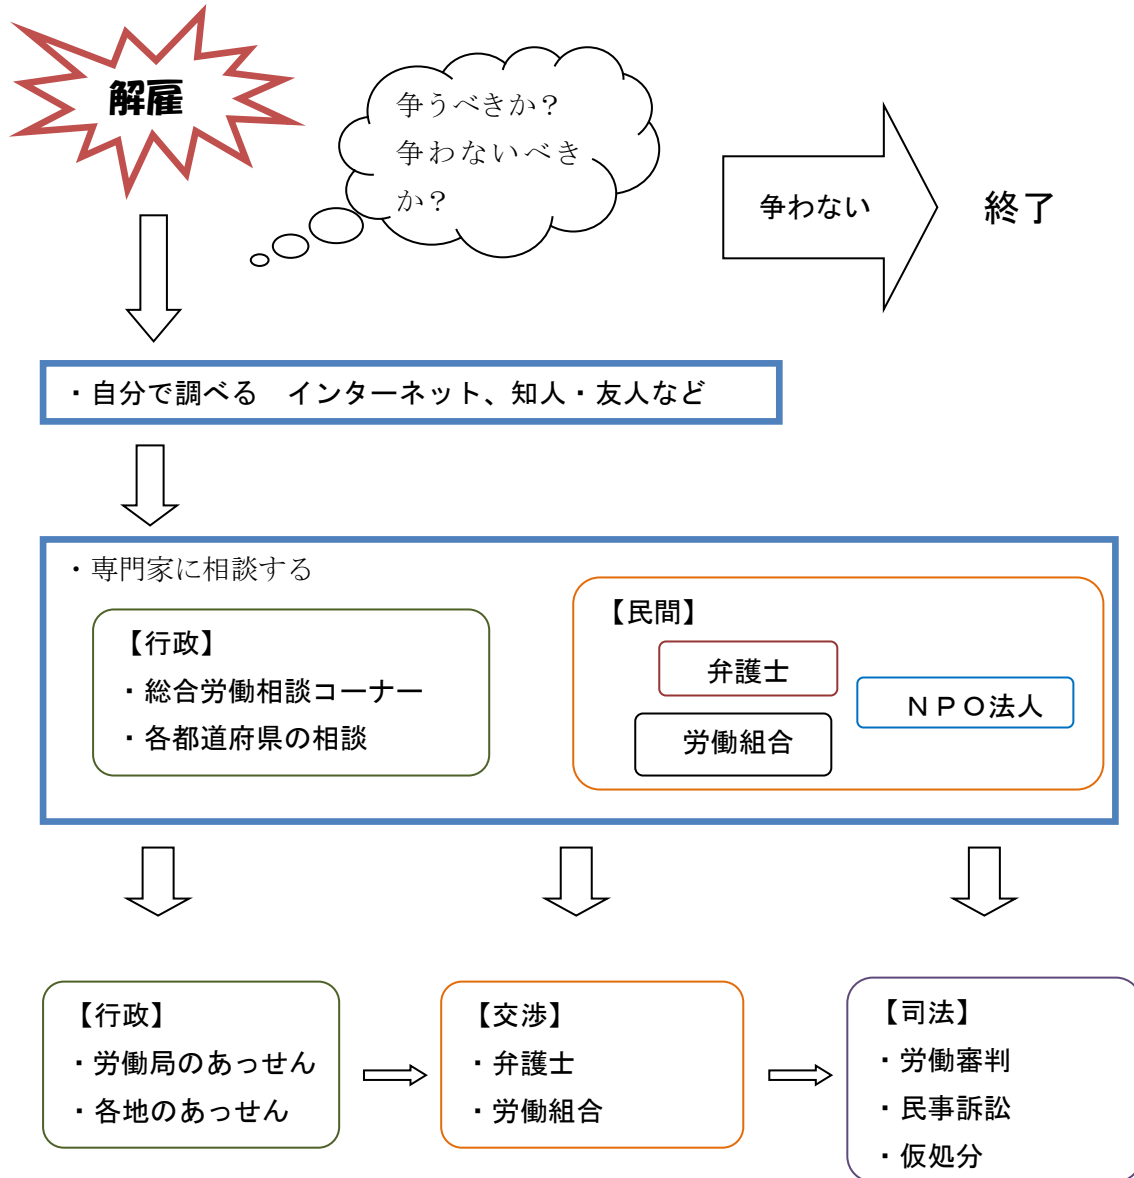 解雇
争うべきか？
争わないべき
か？
争わない
終了
・自分で調べる　インターネット、知人・友人など
・専門家に相談する
【行政】
・総合労働相談コーナー
・各都道府県の相談
【民間】
弁護士
ＮＰＯ法人
労働組合
【行政】
・労働局のあっせん
・各地のあっせん
【交渉】
・弁護士
・労働組合
【司法】
・労働審判
・民事訴訟
・仮処分